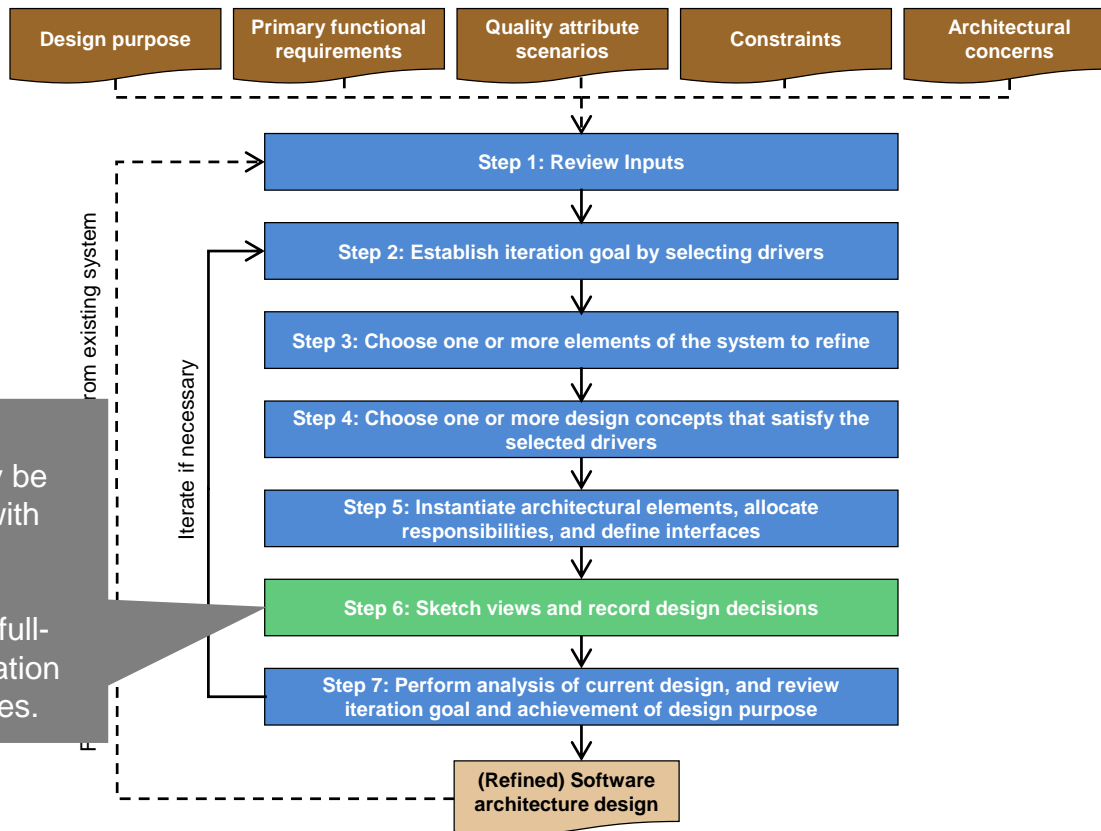 Design purpose
Primary functional
requirements
Quality attribute
scenarios
Constraints
Architectural
concerns
Step 1: Review Inputs
Step 2: Establish iteration goal by selecting drivers
Step 3: Choose one or more elements of the system to refine
Step 4: Choose one or more design concepts that satisfy the
selected drivers
Step 5: Instantiate architectural elements, allocate
responsibilities, and define interfaces
Step 6: Sketch views and record design decisions
Step 7: Perform analysis of current design, and review
iteration goal and achievement of design purpose
(Refined) Software
architecture design
from existing system
Iterate if necessary
be
with
full-